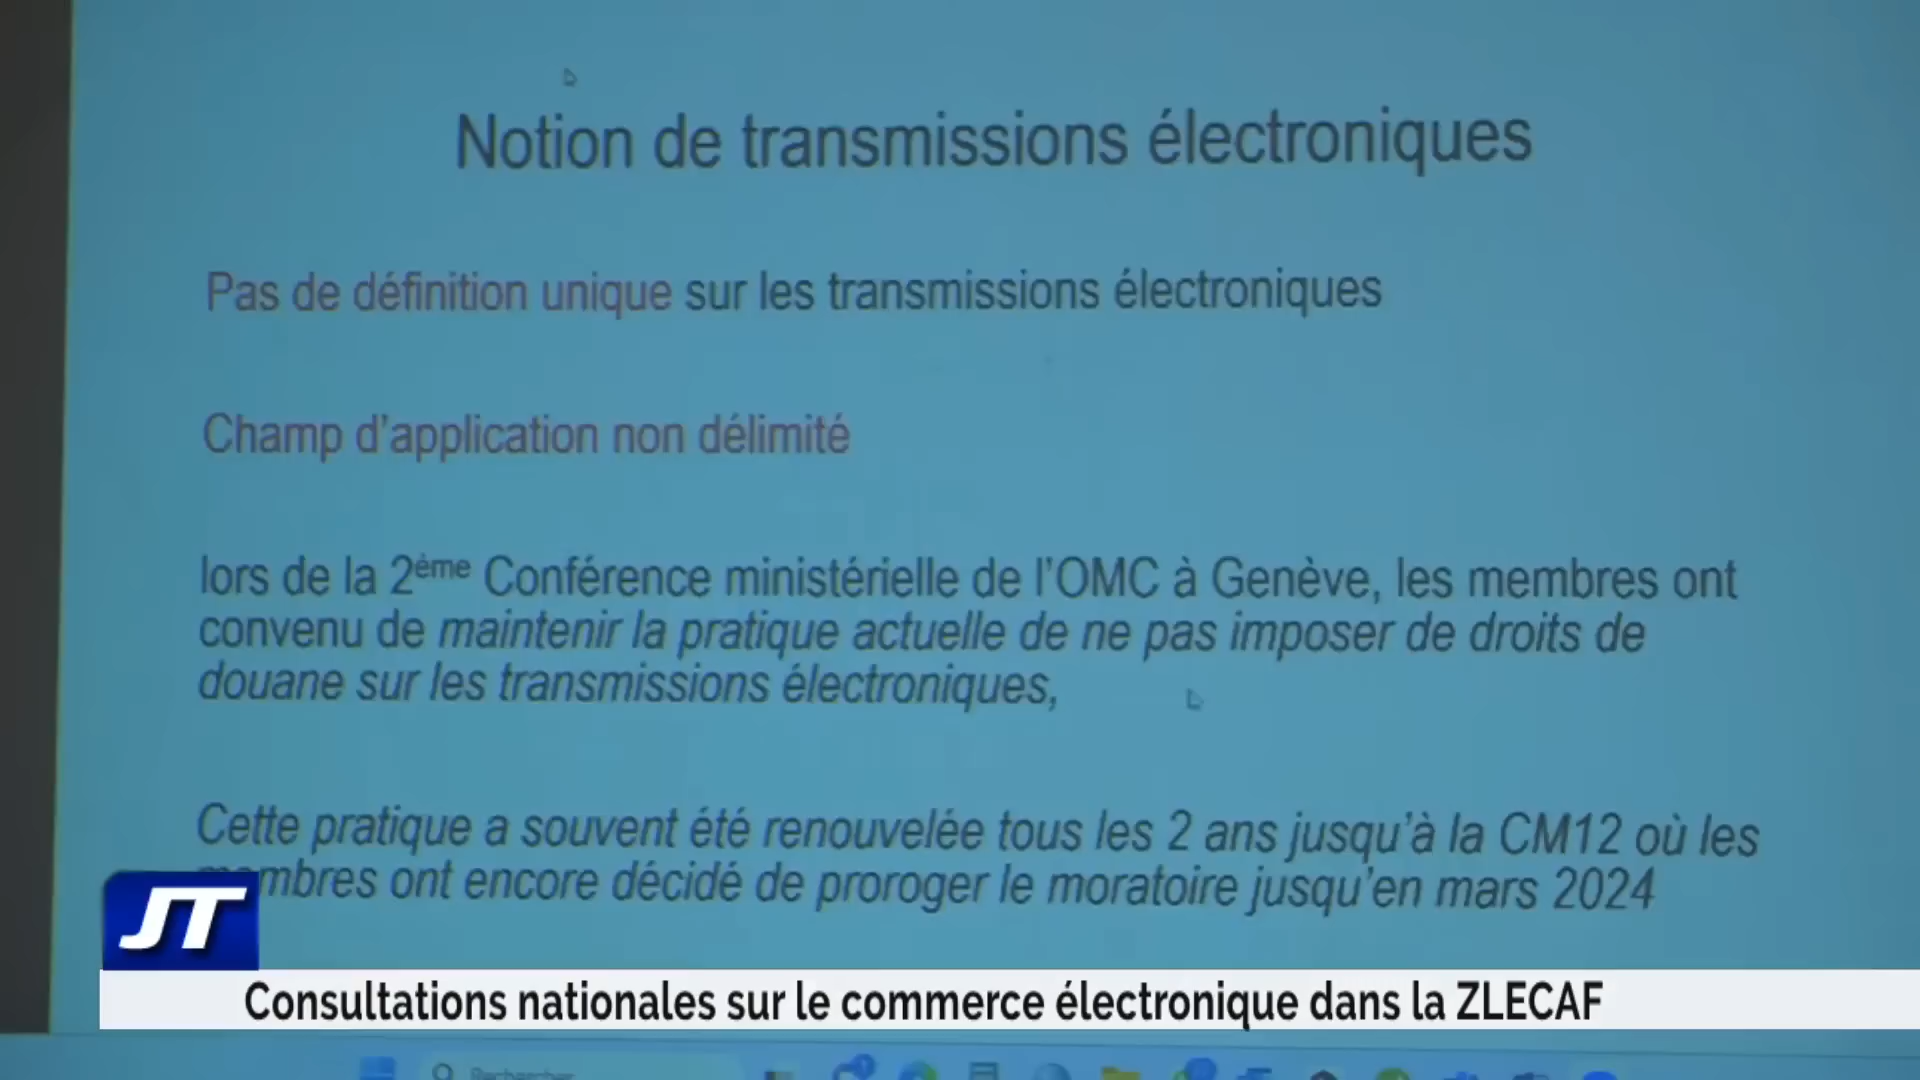 Notion de transmissions électroniques
Pas de définition unique sur les transmissions électroniques
Champ d'application non délimité
lors de la 2ème Conférence ministérielle de l'OMC à Genève, les membres ont
convenu de maintenir la pratique actuelle de ne pas imposer de droits de
douane sur les transmissions électroniques,
Cette pratique a souvent été renouvelée tous les 2 ans jusqu'à la CM12 où les
membres ont encore décidé de proroger le moratoire jusqu'en mars 2024
JT
Consultations nationales sur le commerce électronique dans la ZLECAF
Rechercher